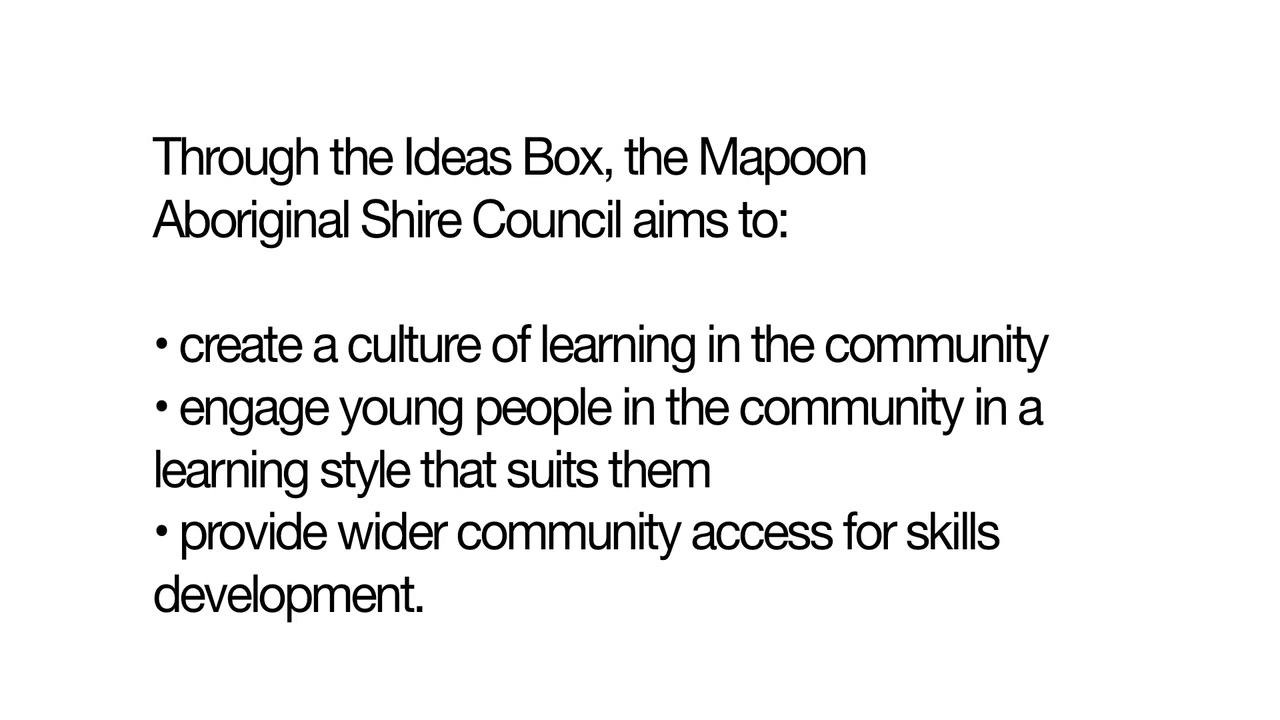 Through the Ideas Box, the Mapoon
Aboriginal Shire Council aims to:
• create a culture of learning in the community
• engage young people in the community in a
learning style that suits them
• provide wider community access for skills
development.